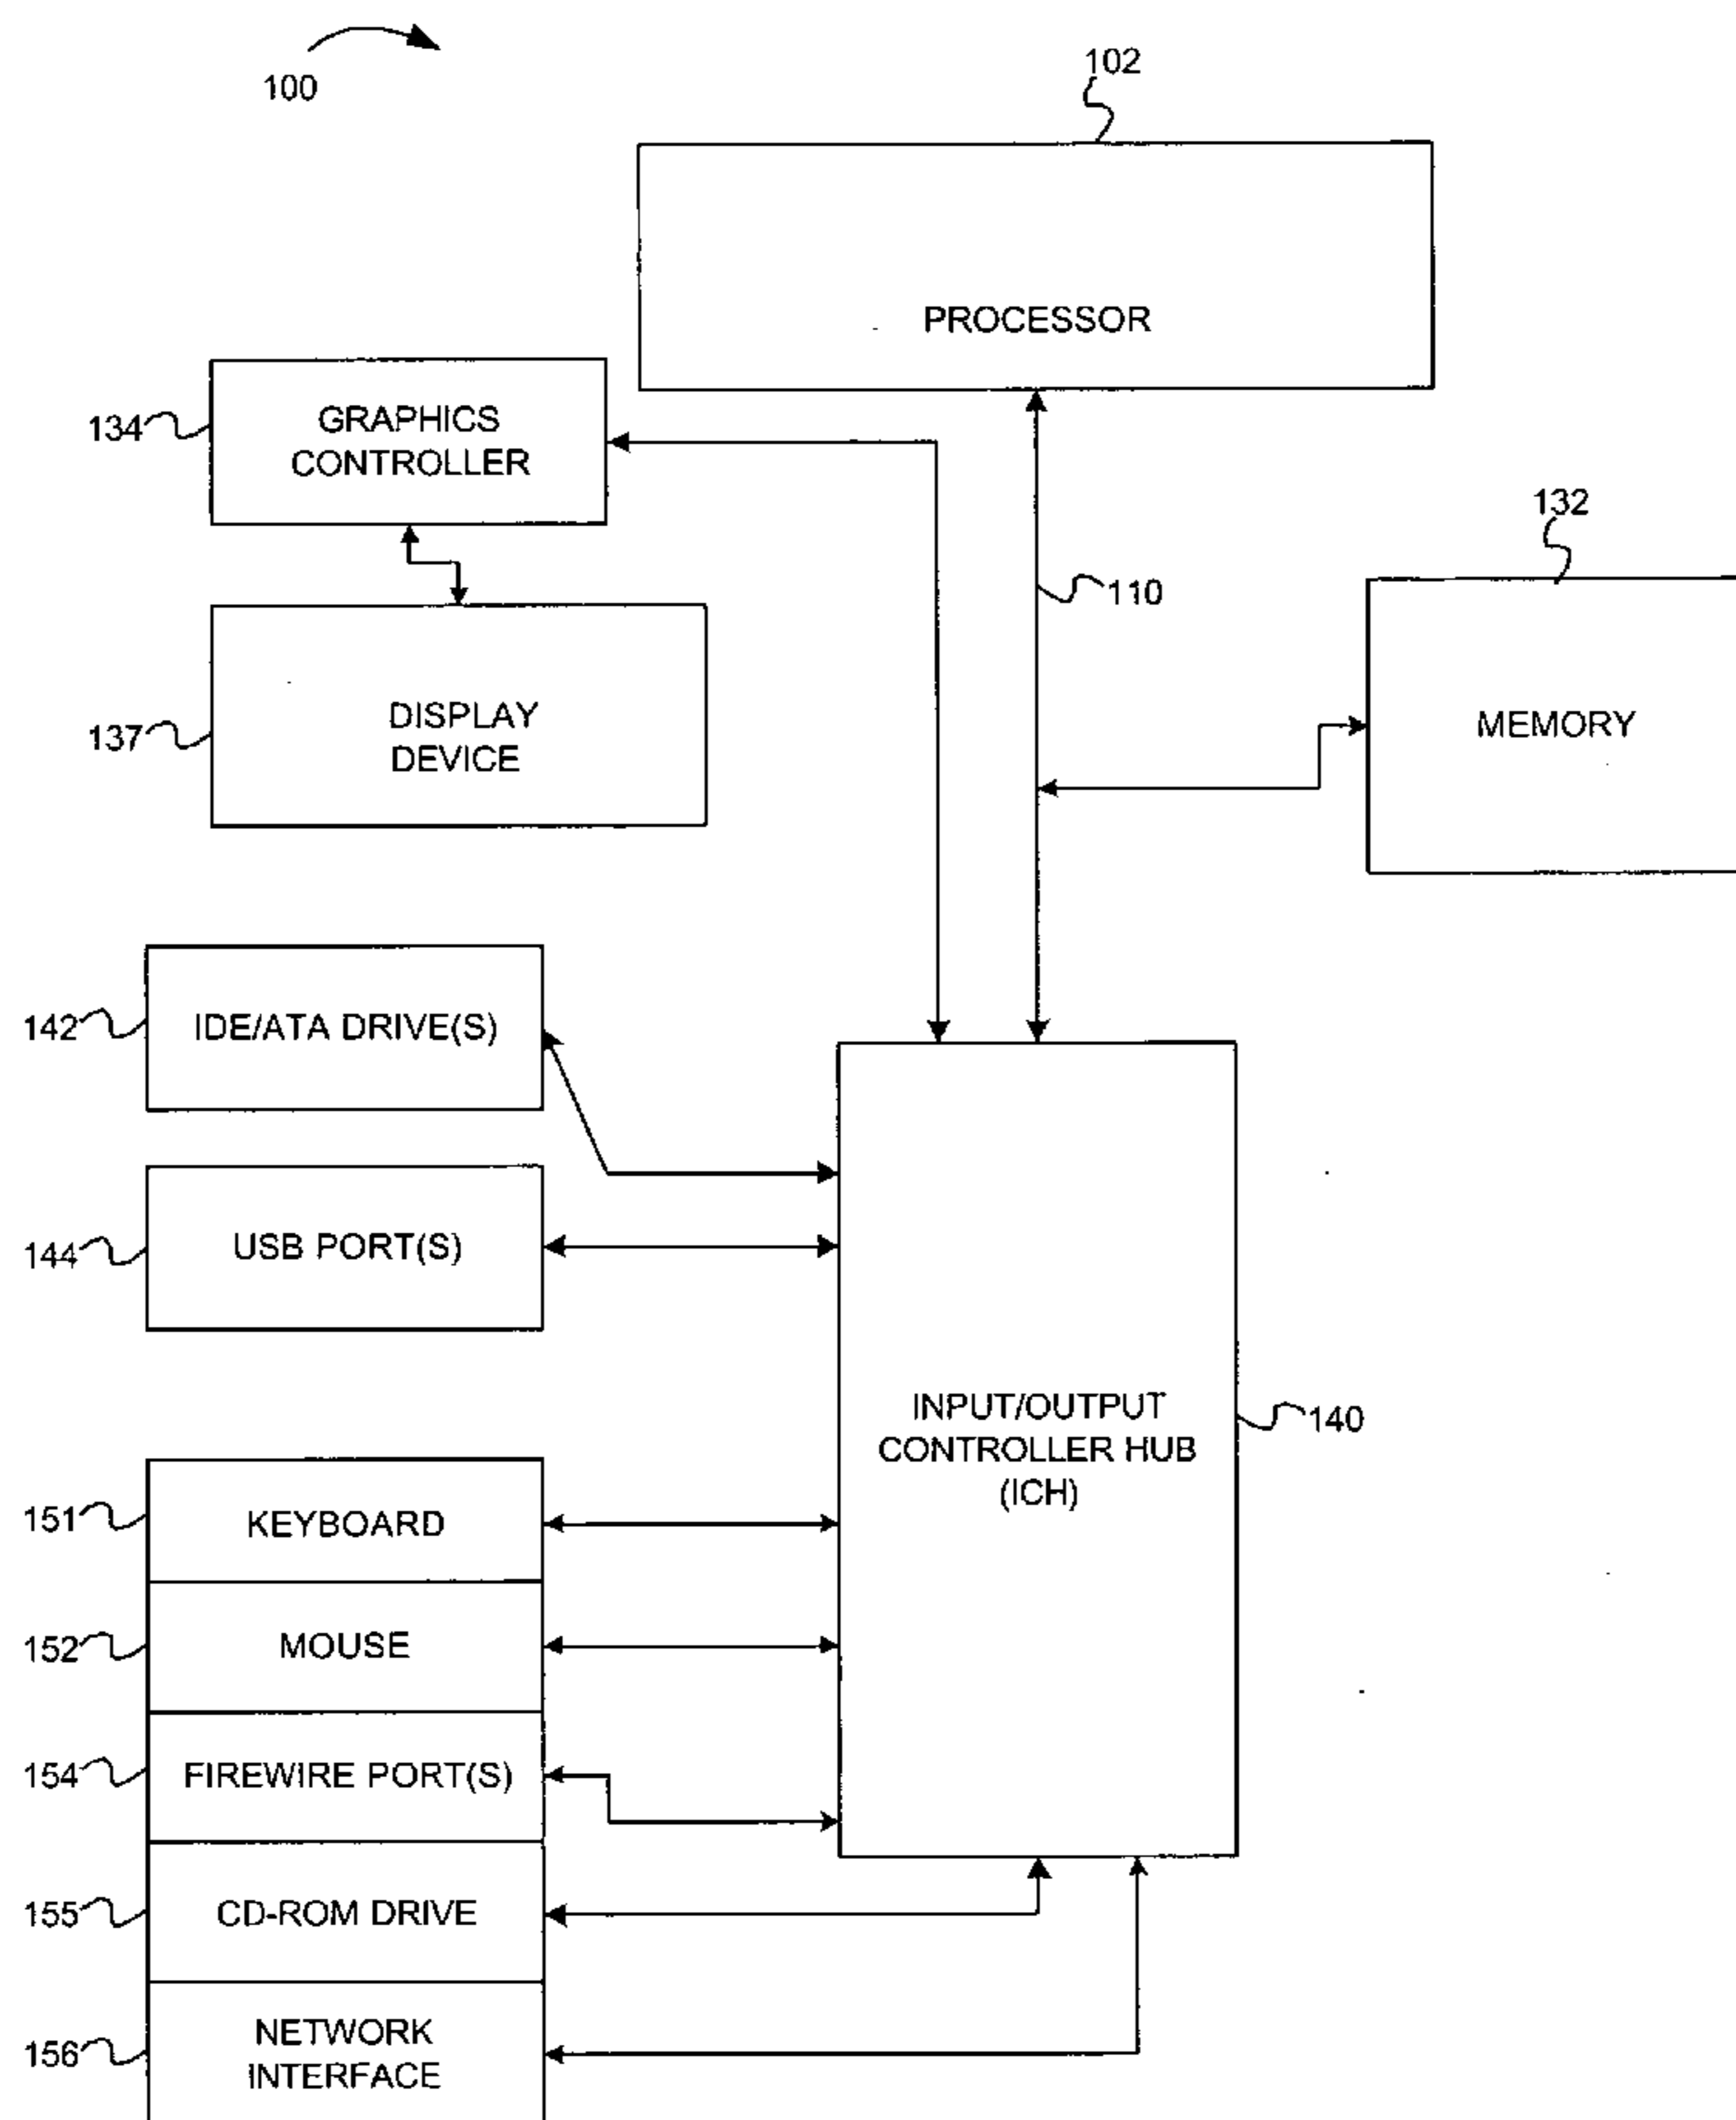 100
102
PROCESSOR
134
GRAPHICS
CONTROLLER
132
110
137
DISPLAY
DEVICE
MEMORY
142
IDE/ATA DRIVE(S)
144
USB PORT(S)
INPUT/OUTPUT
CONTROLLER HUB
(ICH)
140
151
KEYBOARD
152
MOUSE
154
FIREWIRE PORT(S)
155
CD-ROM DRIVE
156
NETWORK
INTERFACE